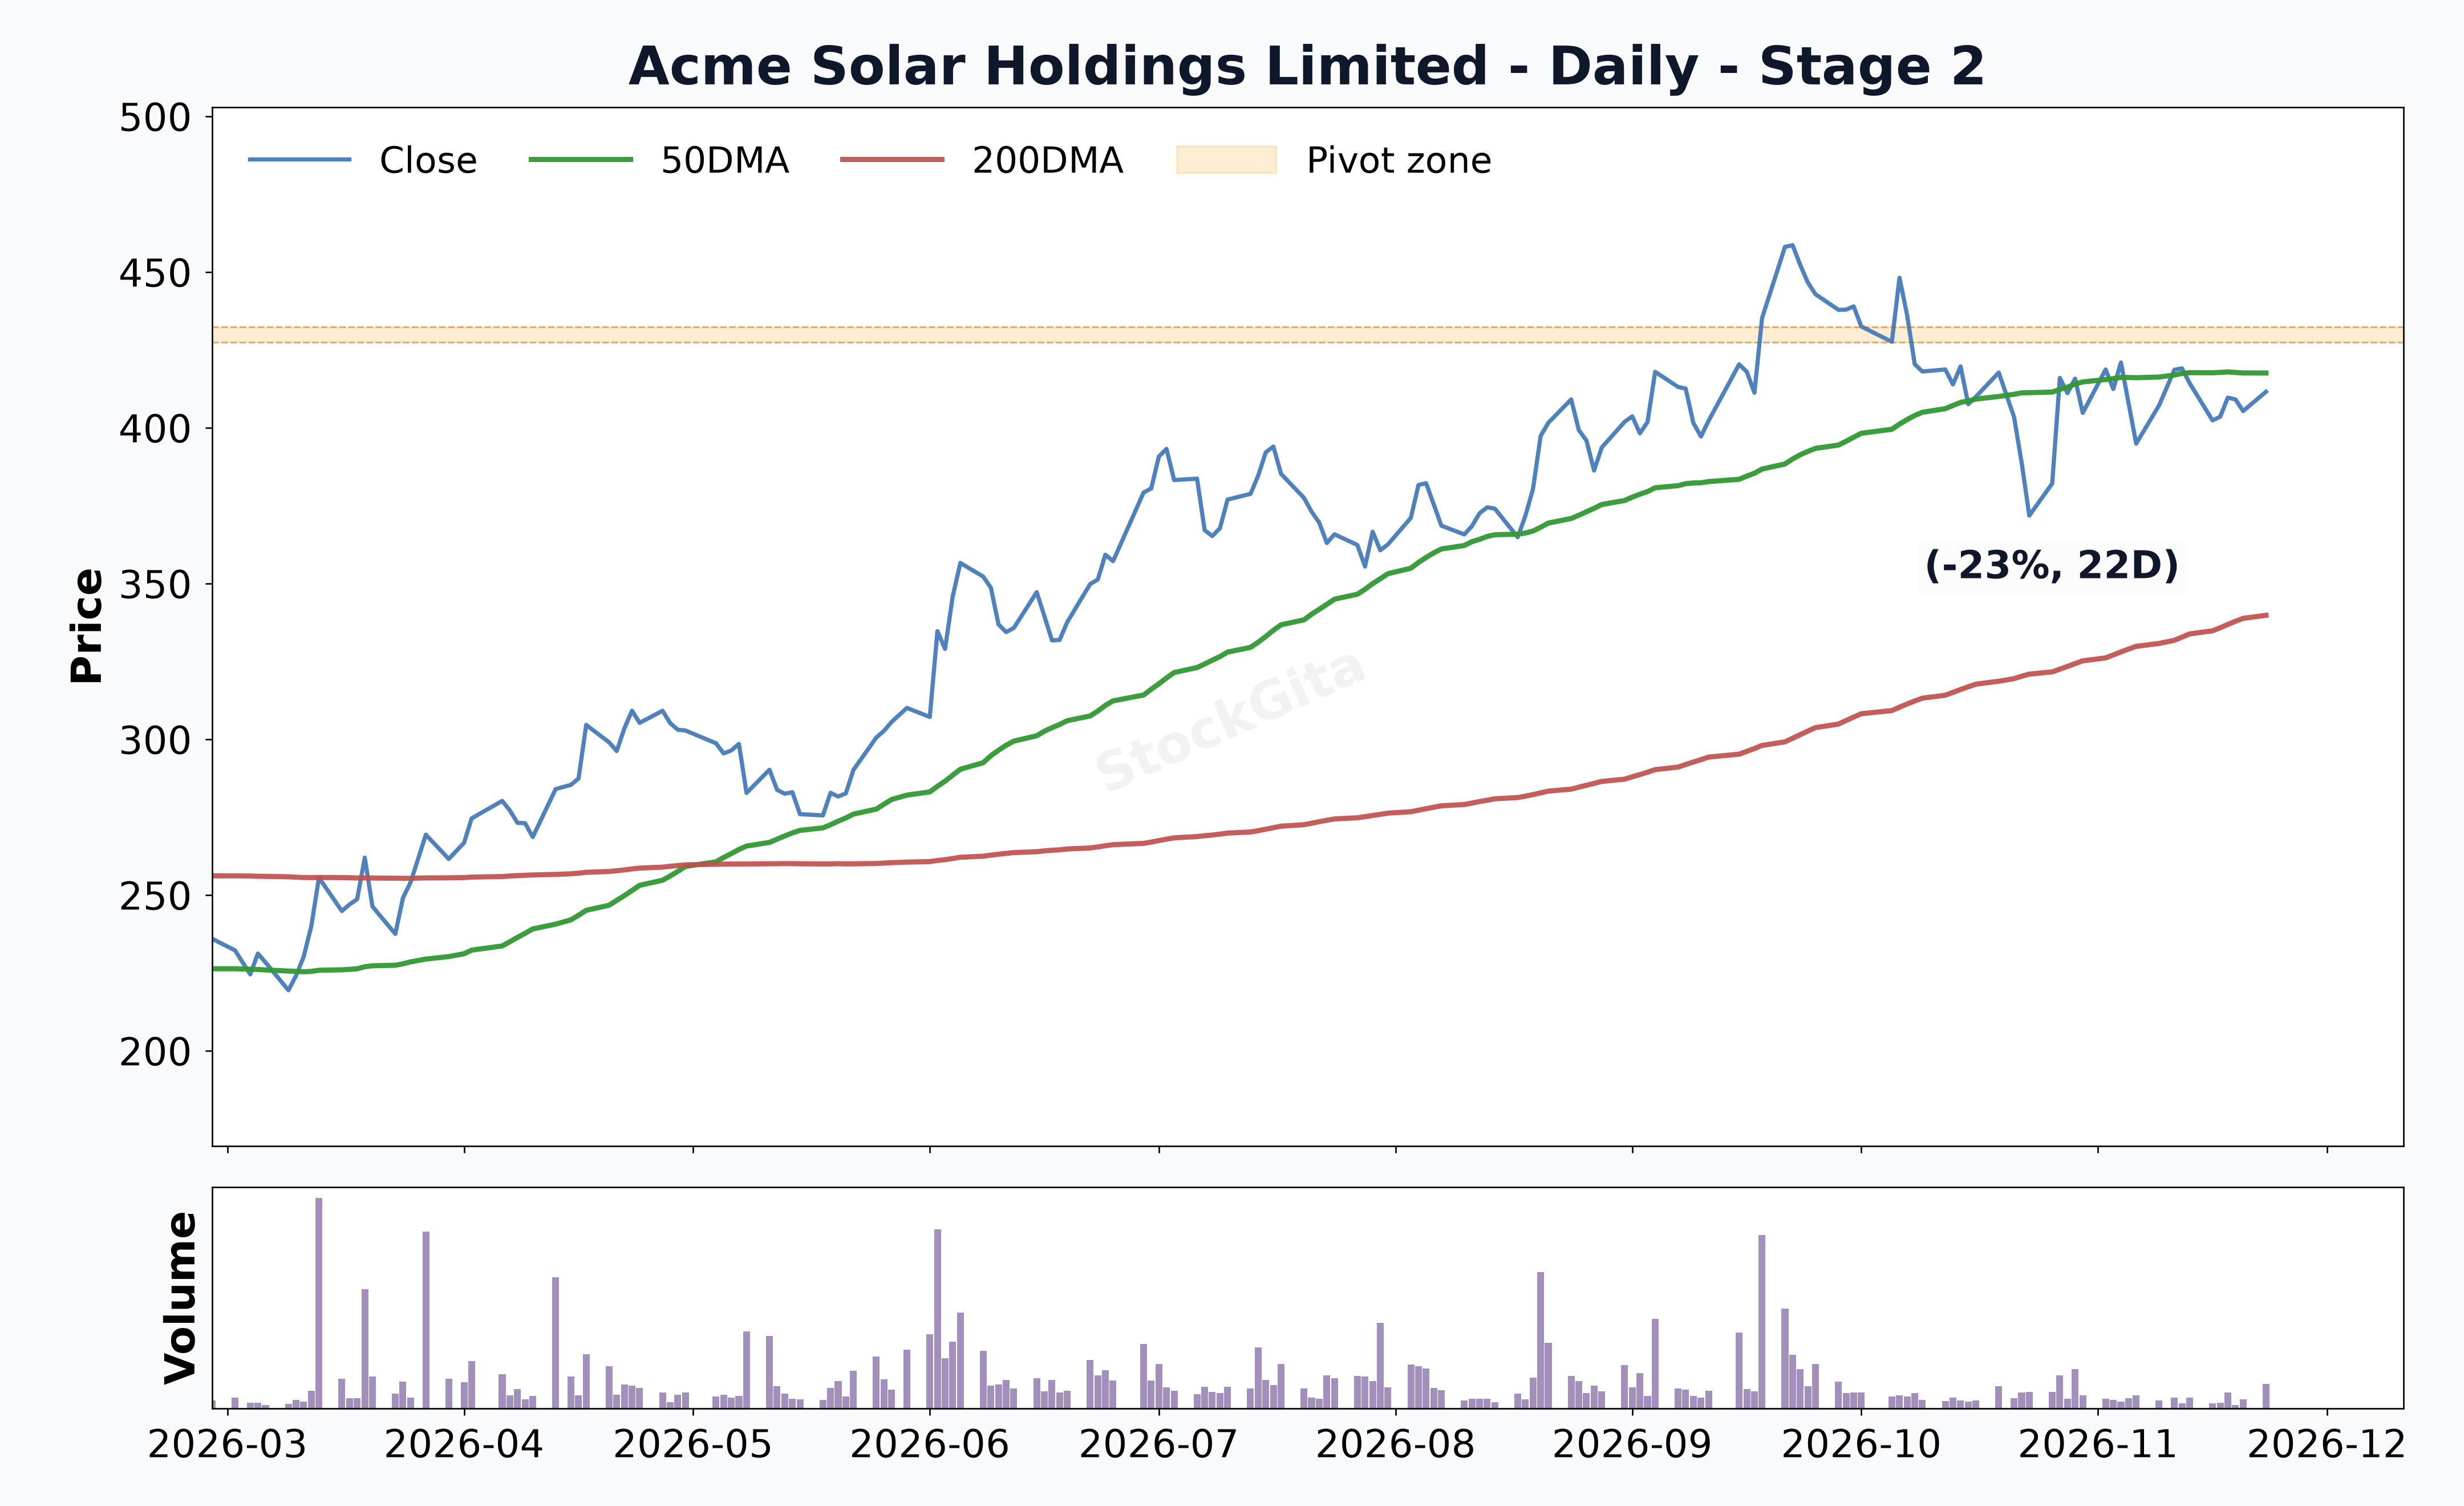 Acme Solar Holdings Limited - Daily - Stage 2
500
Close 50DMA 200DMA Pivot zone
450
400
350
(-23%, 22D)
300
250
200
Price
StockGita
Volume
2026-03 2026-04 2026-05 2026-06 2026-07 2026-08 2026-09 2026-10 2026-11 2026-12